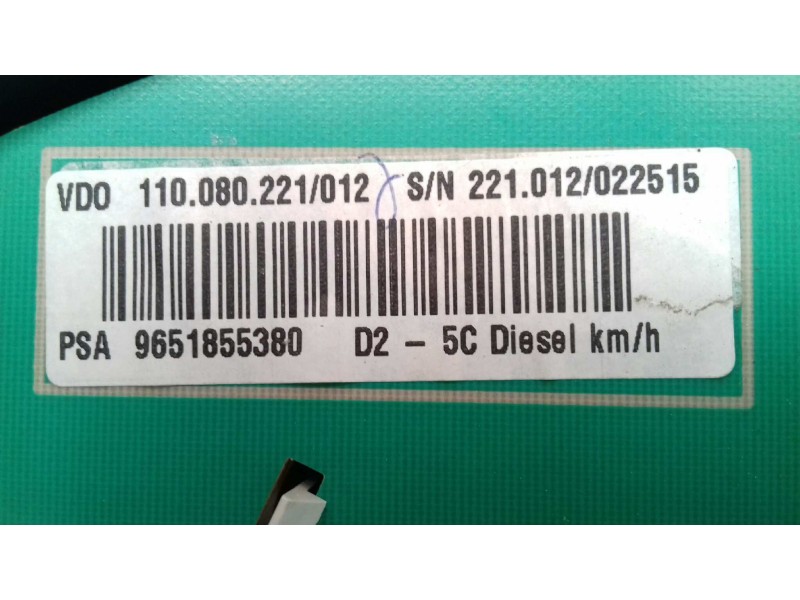 VDO 110.080.221/012 S/N 221.012/022515
PSA 9651855380 D2 - 5C Diesel km/h